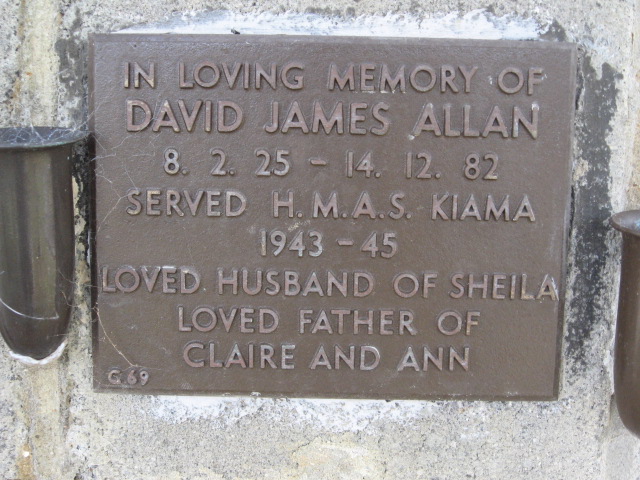 IN LOVING MEMORY OF
DAVID JAMES ALLAN
8. 2. 25 - 14. 12. 82
SERVED H.M.A.S. KIAMA
1943 - 45
LOVED HUSBAND OF SHEILA
LOVED FATHER OF
CLAIRE AND ANN
G 69